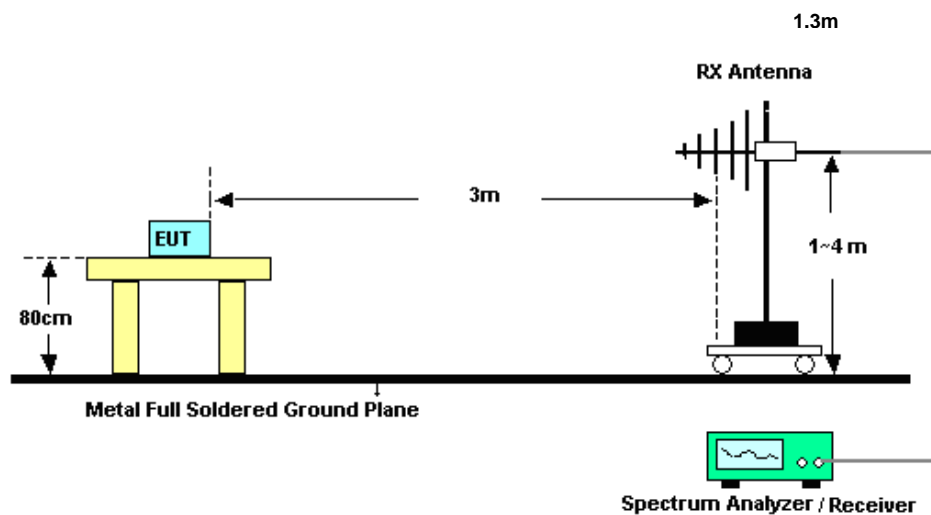 1.3m
RX Antenna
3m
EUT
1~4 m
80cm
Metal Full Soldered Ground Plane
Spectrum Analyzer / Receiver